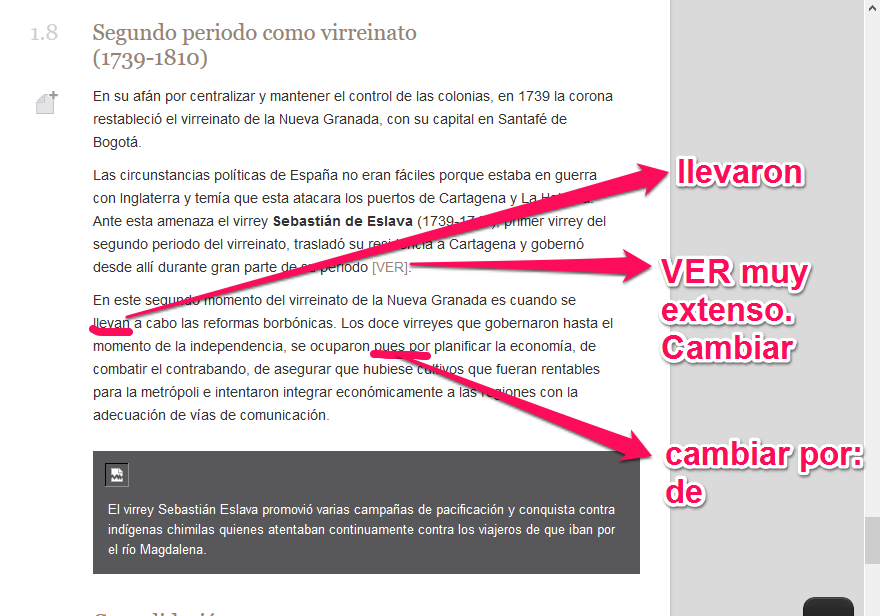 1.8 Segundo periodo como virreinato
(1739-1810)
En su afán por centralizar y mantener el control de las colonias, en 1739 la corona
restableció el virreinato de la Nueva Granada, con su capital en Santafé de
Bogotá.
Las circunstancias políticas de España no eran fáciles porque estaba en guerra
con Inglaterra y temía que esta atacara los puertos de Cartagena y La
Ante esta amenaza el virrey Sebastián de Eslava primer virrey del
segundo periodo del virreinato, trasladó su residencia a Cartagena y gobernó
desde allí durante gran parte de su periodo [VER].
En este segundo momento del virreinato de la Nueva Granada es cuando se
llevan a cabo las reformas borbónicas. Los doce virreyes que gobernaron hasta el
momento de la independencia, se ocuparon pues por planificar la economía, de
combatir el contrabando, de asegurar que hubiese cultivos que fueran rentables
para la metrópoli e intentaron integrar económicamente a las regiones con la
adecuación de vías de comunicación.
El virrey Sebastián Eslava promovió varias campañas de pacificación y conquista contra
indígenas chimilas quienes atentaban continuamente contra los viajeros de que iban por
el río Magdalena.
llevaron
VER muy
extenso.
Cambiar
cambiar por:
de